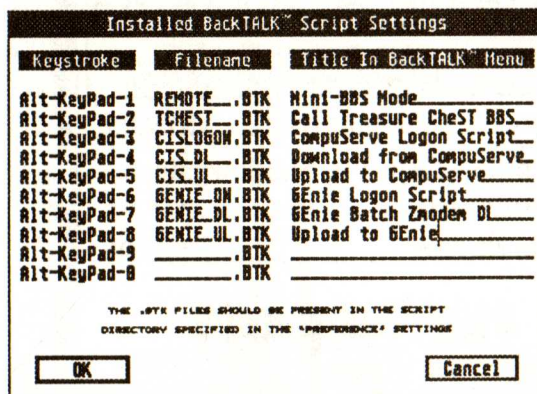 Installed BackTALK™ Script Settings
Keystroke Filename Title In BackTALK™ Menu
Alt-KeyPad-1 REMOTE__.BTK Mini-BBS Mode
Alt-KeyPad-2 TCHEST__.BTK Call Treasure CheST BBS
Alt-KeyPad-3 CISLOGON.BTK CompuServe Logon Script
Alt-KeyPad-4 CIS_DL__.BTK Download from CompuServe
Alt-KeyPad-5 CIS_UL__.BTK Upload to CompuServe
Alt-KeyPad-6 GENIE_ON.BTK GEnie Logon Script
Alt-KeyPad-7 GENIE_DL.BTK GEnie Batch Zmodem DL
Alt-KeyPad-8 GENIE_UL.BTK Upload to GEnie
Alt-KeyPad-9 ________.BTK
Alt-KeyPad-0 ________.BTK
THE .BTK FILES SHOULD BE PRESENT IN THE SCRIPT
DIRECTORY SPECIFIED IN THE "PREFERENCE" SETTINGS
OK Cancel